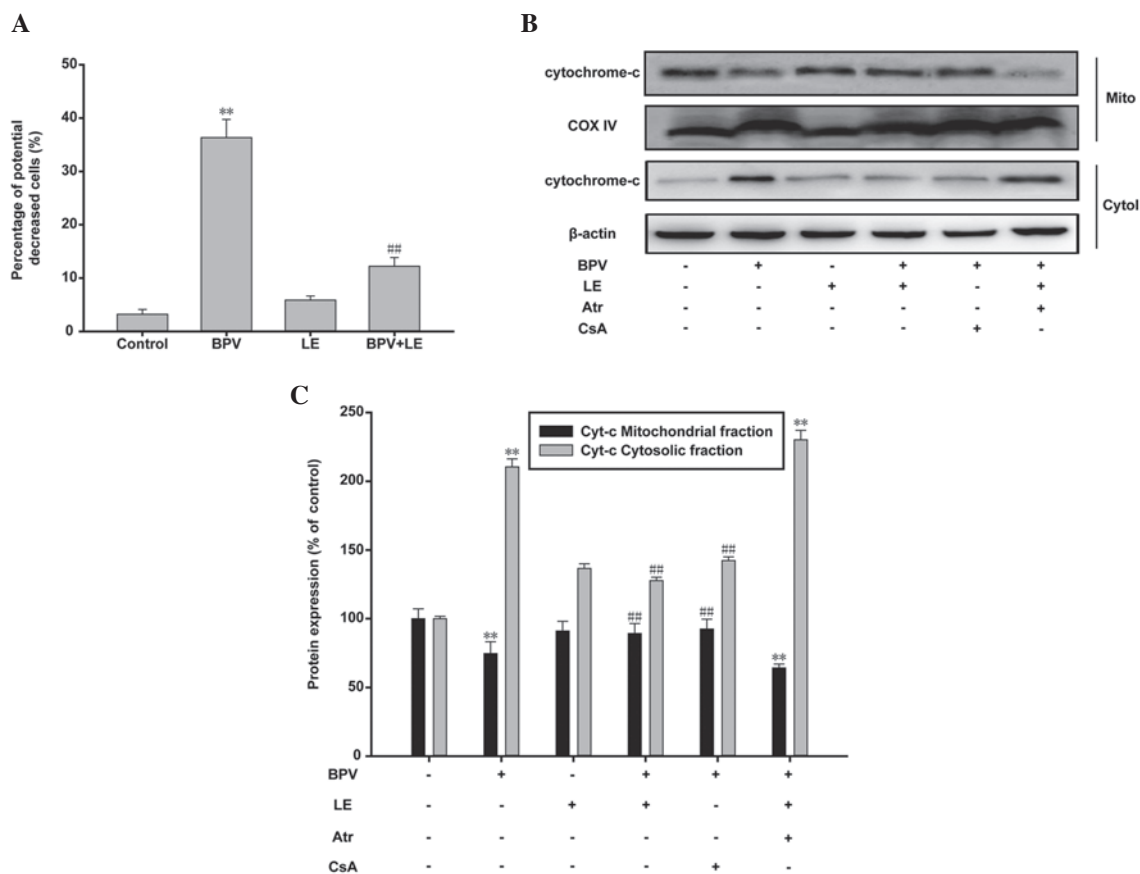 A
Percentage of potential
decreased cells (%)
50
40
30
20
10
0
**
##
Control BPV LE BPV+LE
B
cytochrome-c
COX IV
Mito
cytochrome-c
β-actin
Cytol
BPV - + - + + +
LE - - + + - +
Atr - - - - - +
CsA - - - - + -
C
Protein expression (% of control)
250
200
150
100
50
0
Cyt-c Mitochondrial fraction
Cyt-c Cytosolic fraction
** ** ## ## ## ## ** **
BPV - + - + + +
LE - - + + - +
Atr - - - - - +
CsA - - - - + -